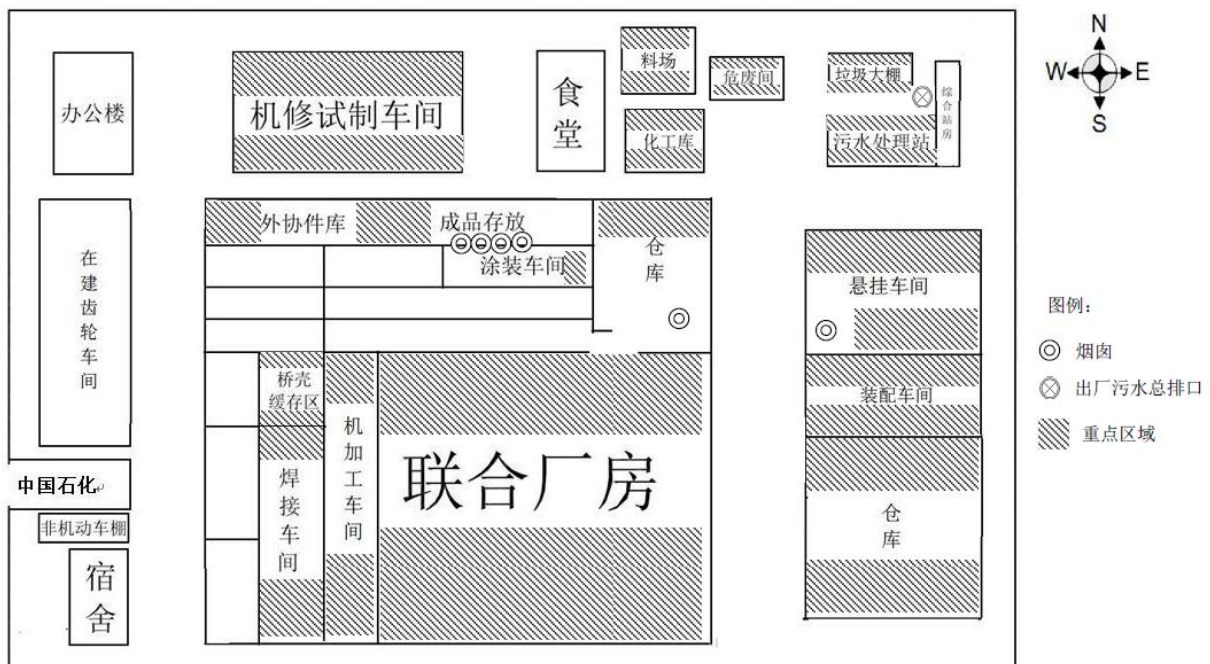 N
W
E
S
办公楼
机修试制车间
食堂
料场
危废间
垃圾大棚
综合站房
化工库
污水处理站
在建齿轮车间
外协件库
成品存放
涂装车间
仓库
悬挂车间
装配车间
仓库
桥壳
缓存区
机加工车间
焊接车间
联合厂房
中国石化
非机动车棚
宿舍
图例：
烟囱
出厂污水总排口
重点区域